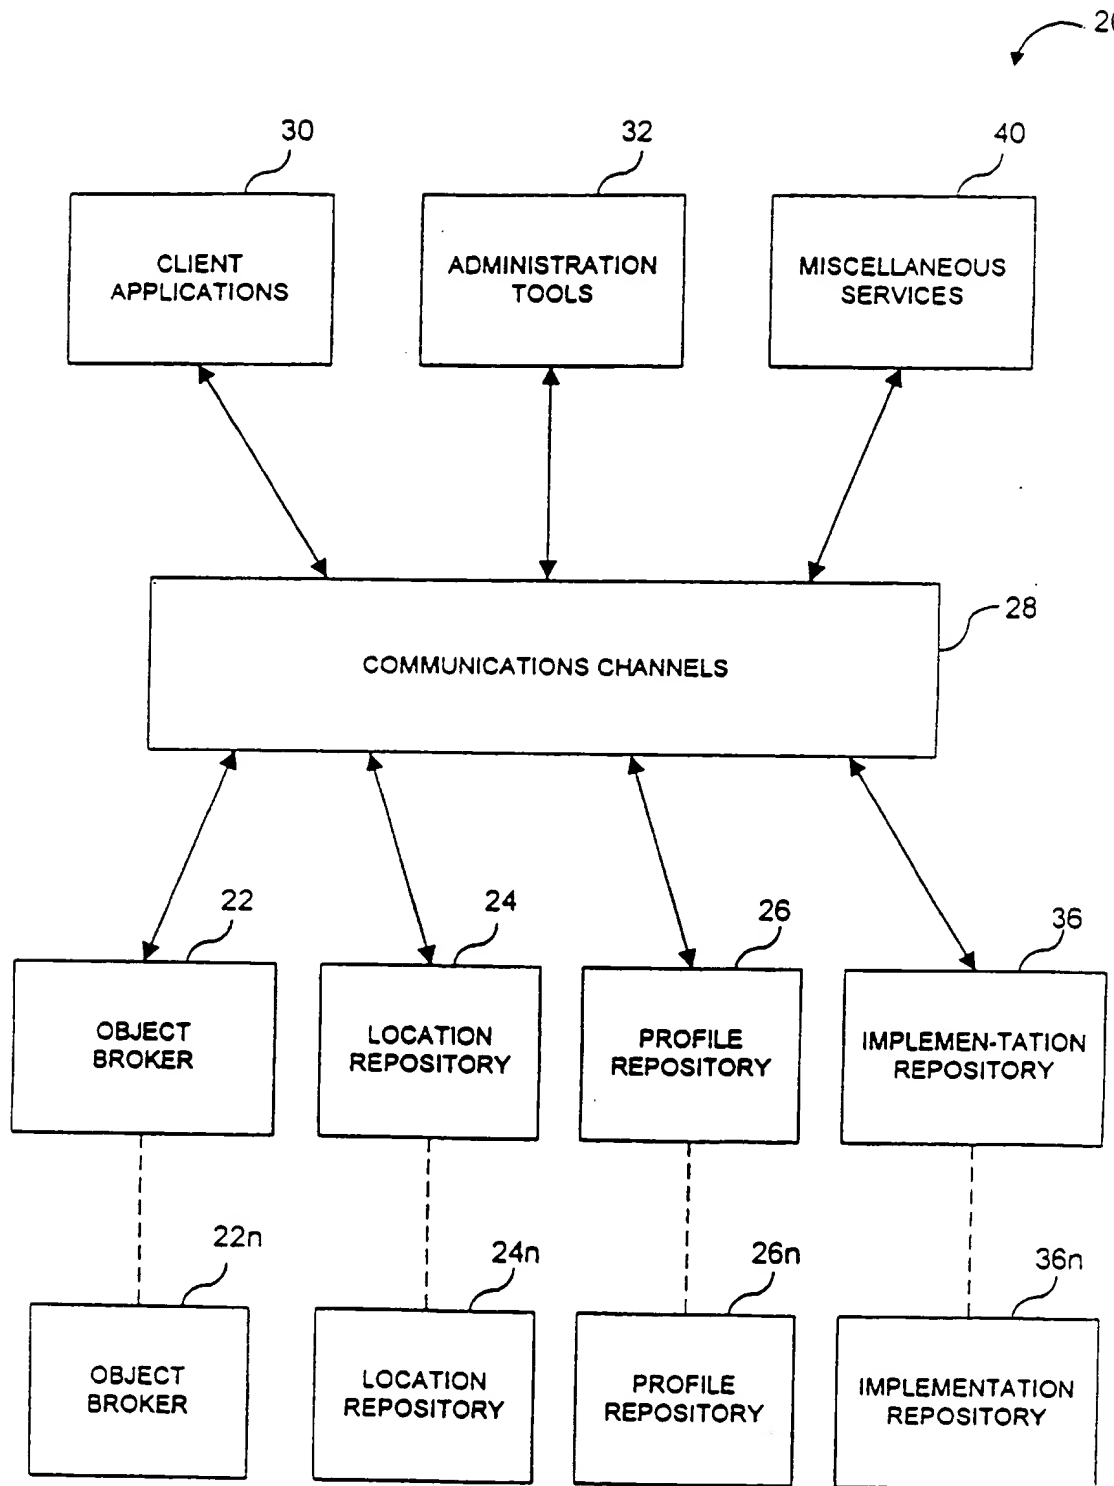 30
32
40
CLIENT
APPLICATIONS
ADMINISTRATION
TOOLS
MISCELLANEOUS
SERVICES
28
COMMUNICATIONS CHANNELS
22
24
26
36
OBJECT
BROKER
LOCATION
REPOSITORY
PROFILE
REPOSITORY
IMPLEMEN-TATION
REPOSITORY
22n
24n
26n
36n
OBJECT
BROKER
LOCATION
REPOSITORY
PROFILE
REPOSITORY
IMPLEMENTATION
REPOSITORY